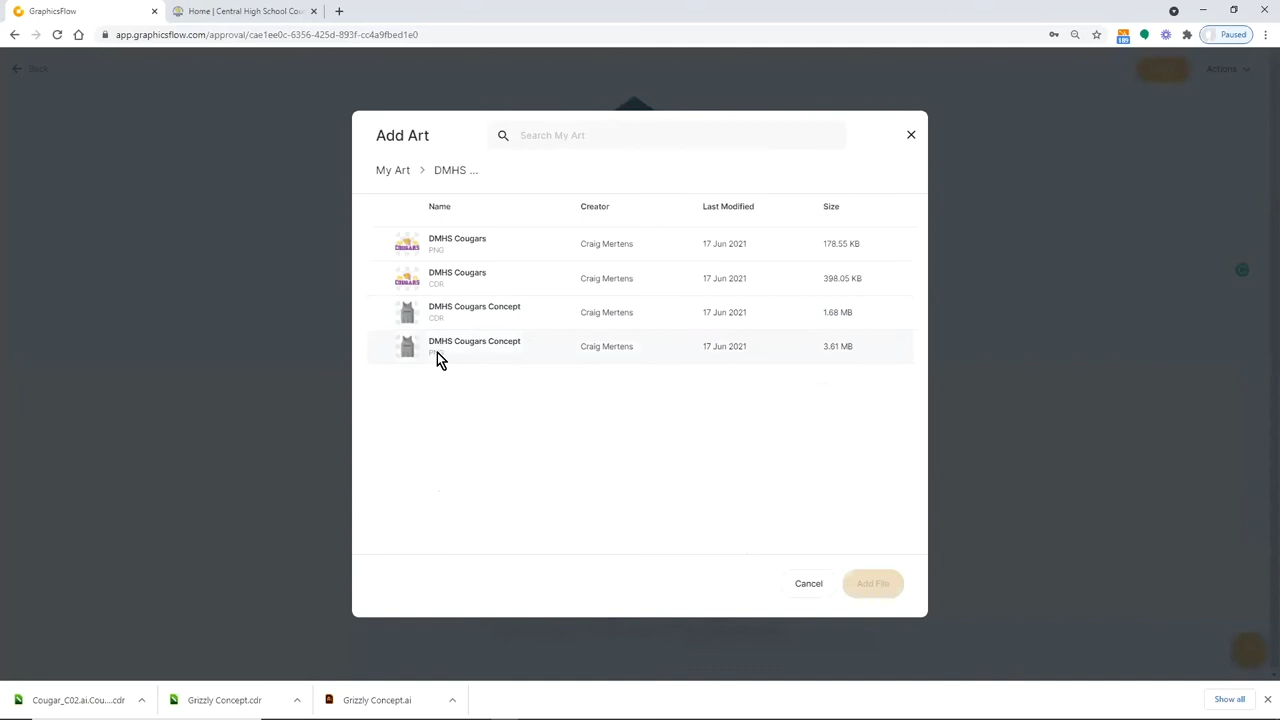 GraphicsFlow
Home | Central High School Cou
app.graphicsflow.com/approval/cae1ee0c-6356-425d-893f-cc4a9fbed1e0
189
Paused
Back
Actions
Add Art
Search My Art
My Art > DMHS ...
Name Creator Last Modified Size
DMHS Cougars
PNG
Craig Mertens 17 Jun 2021 178.55 KB
DMHS Cougars
CDR
Craig Mertens 17 Jun 2021 398.05 KB
DMHS Cougars Concept
CDR
Craig Mertens 17 Jun 2021 1.68 MB
DMHS Cougars Concept
Craig Mertens 17 Jun 2021 3.61 MB
Cancel Add File
Cougar_C02.ai.Cou....cdr Grizzly Concept.cdr Grizzly Concept.ai Show all